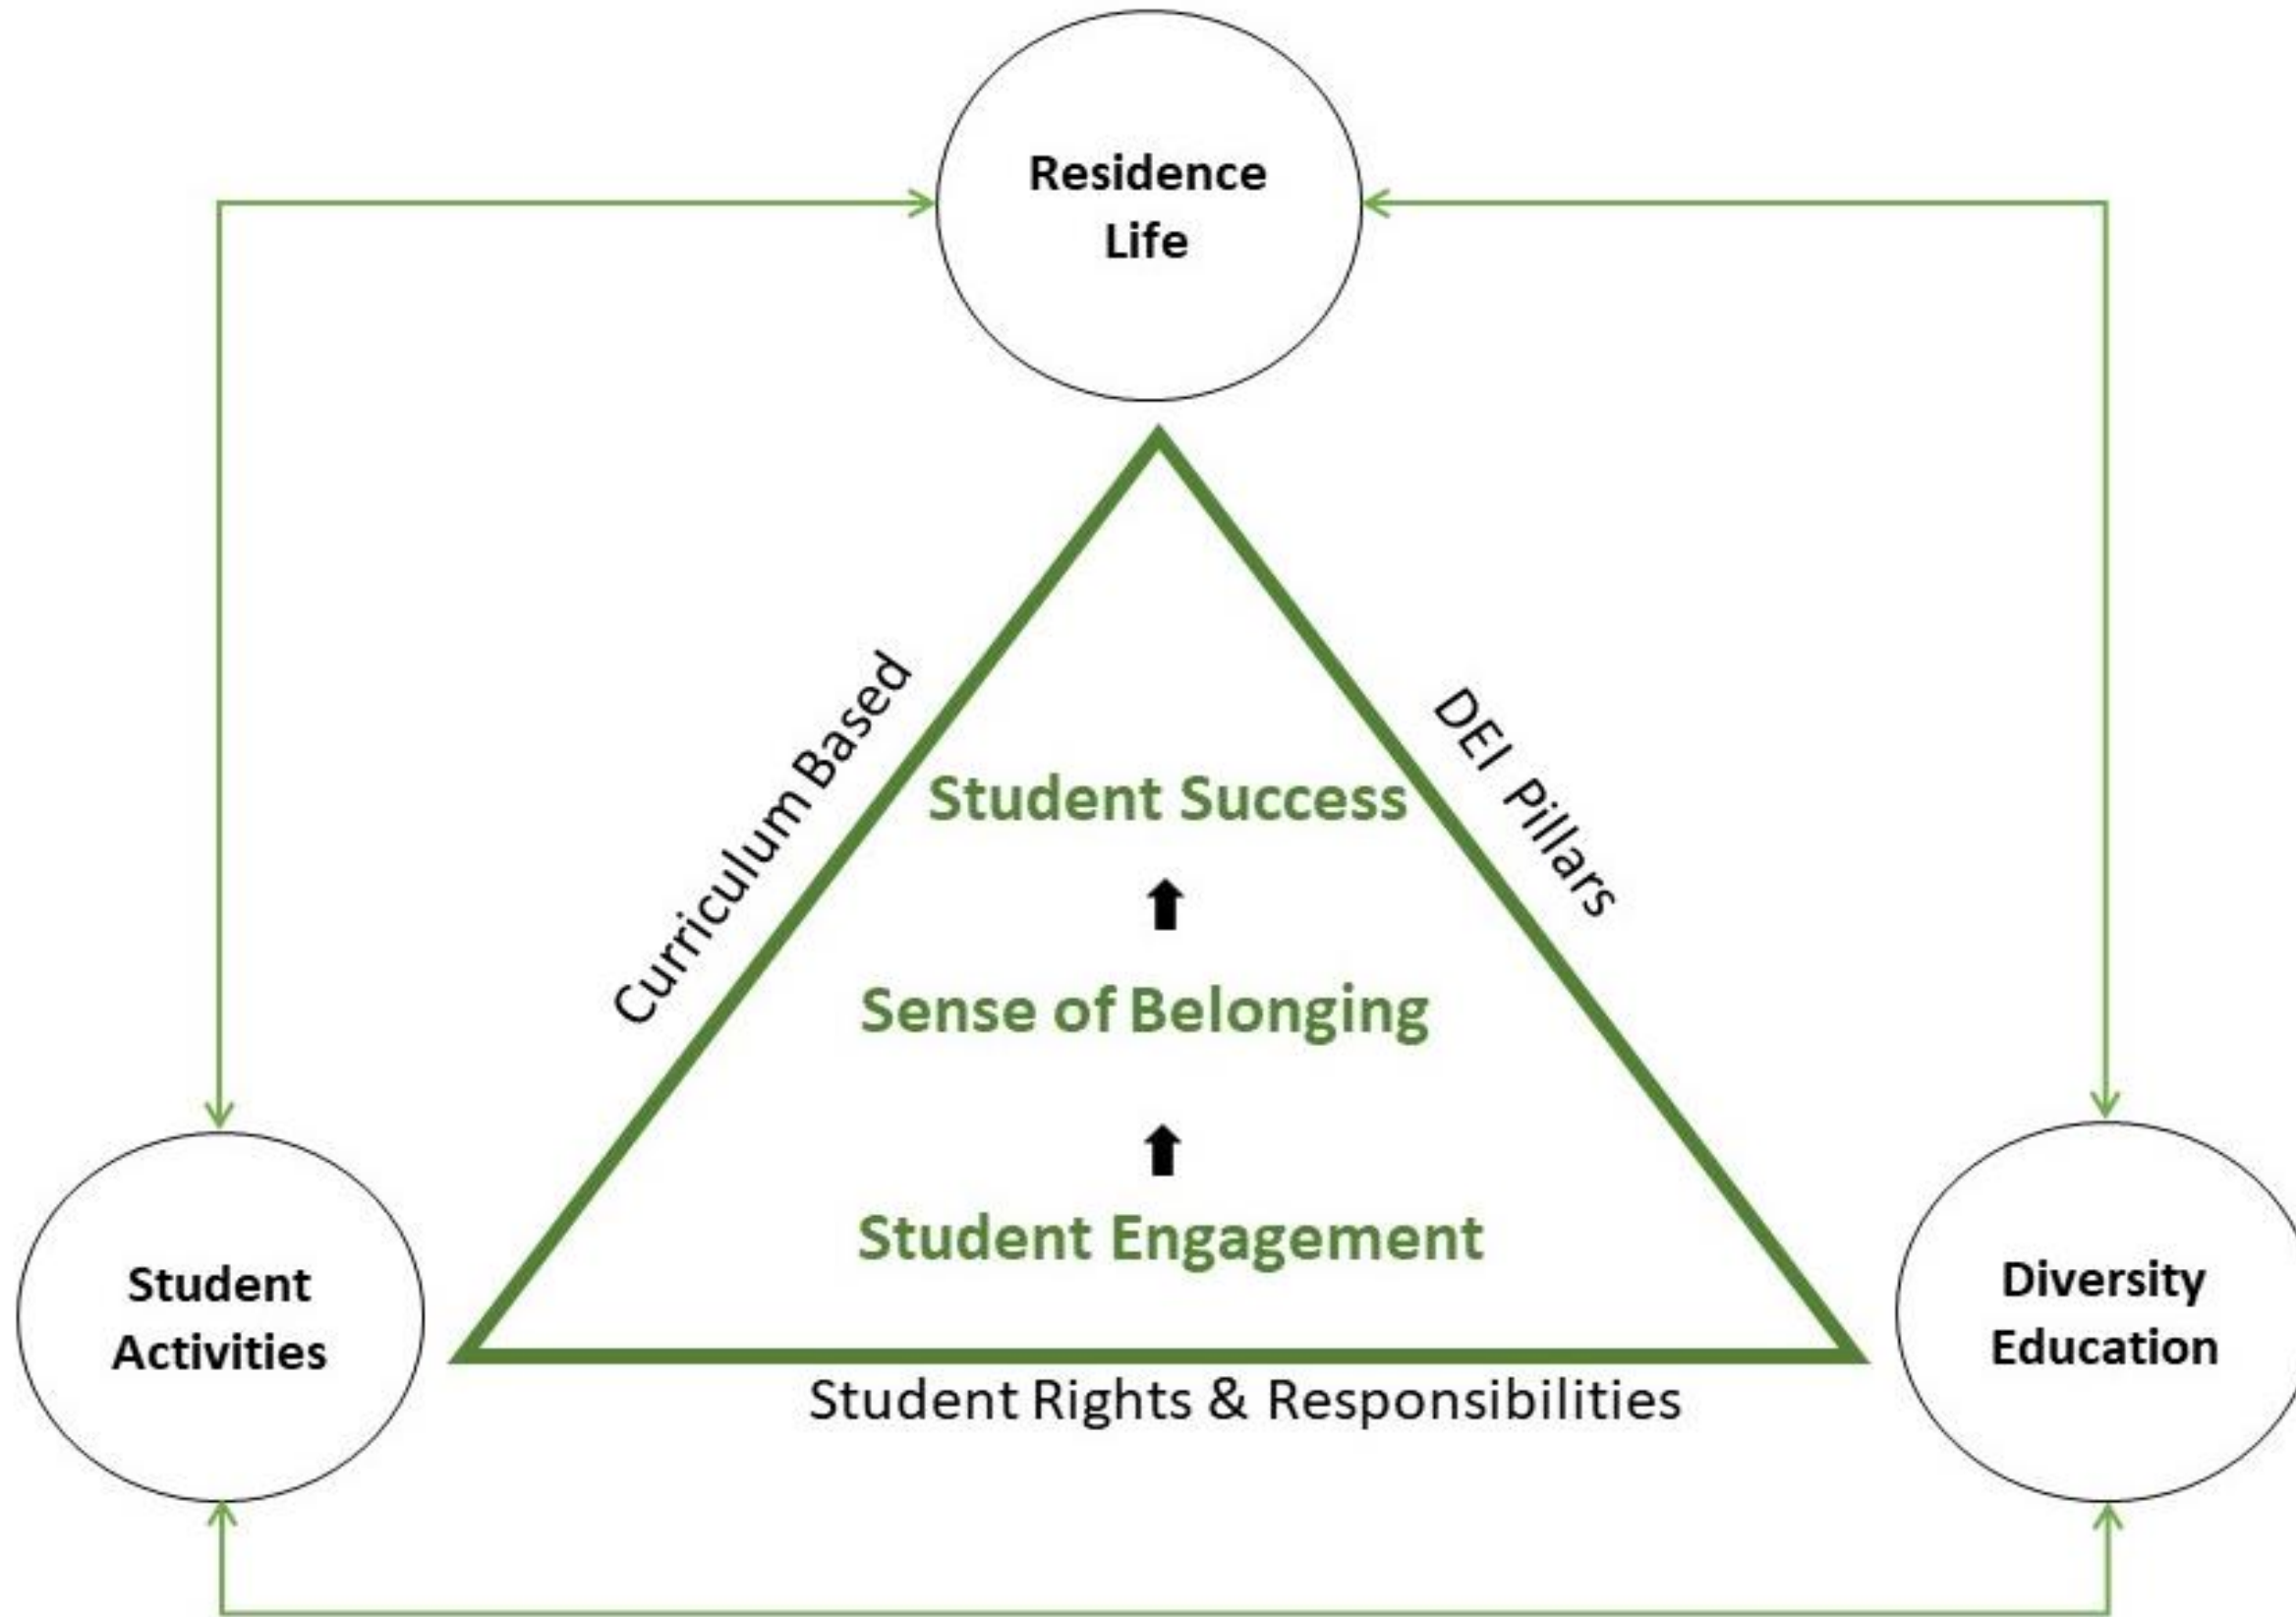 Residence
Life
Curriculum Based
DEI Pillars
Student Success
Sense of Belonging
Student Engagement
Student
Activities
Diversity
Education
Student Rights & Responsibilities